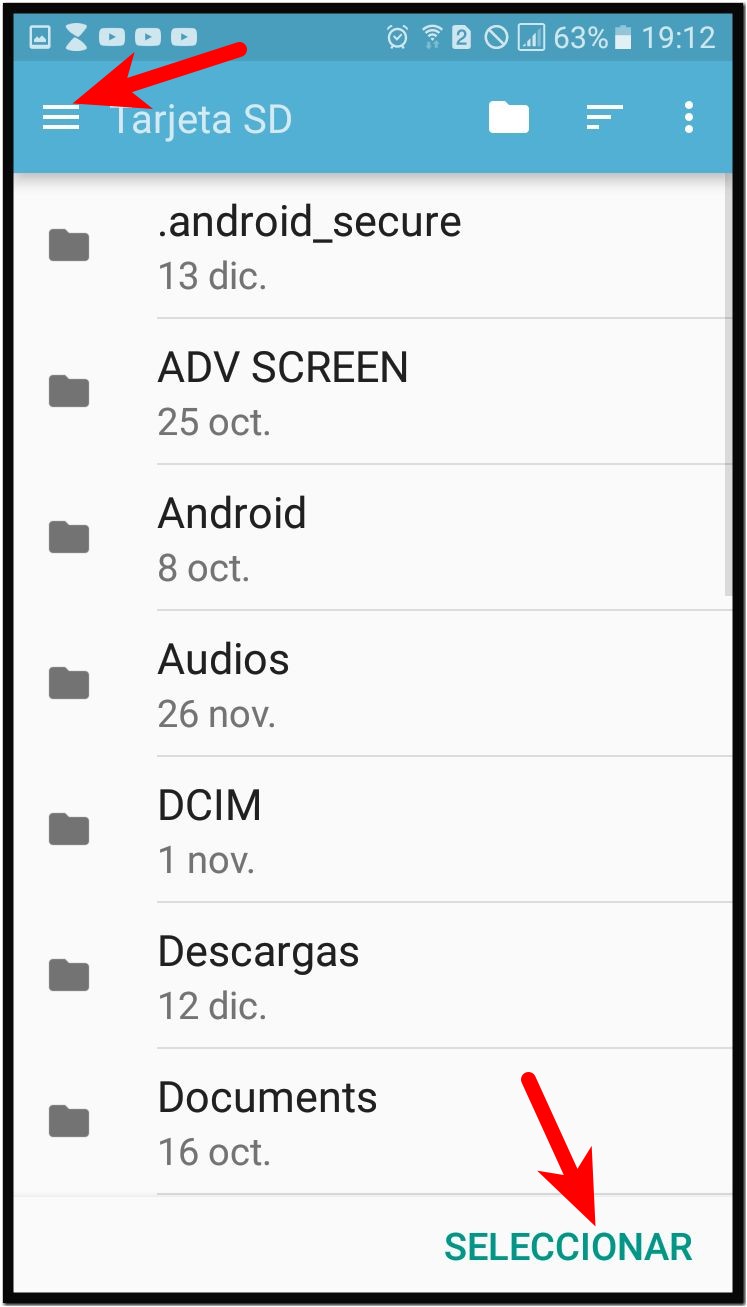 2 63% 19:12
Tarjeta SD
.android_secure
13 dic.
ADV SCREEN
25 oct.
Android
8 oct.
Audios
26 nov.
DCIM
1 nov.
Descargas
12 dic.
Documents
16 oct.
SELECCIONAR